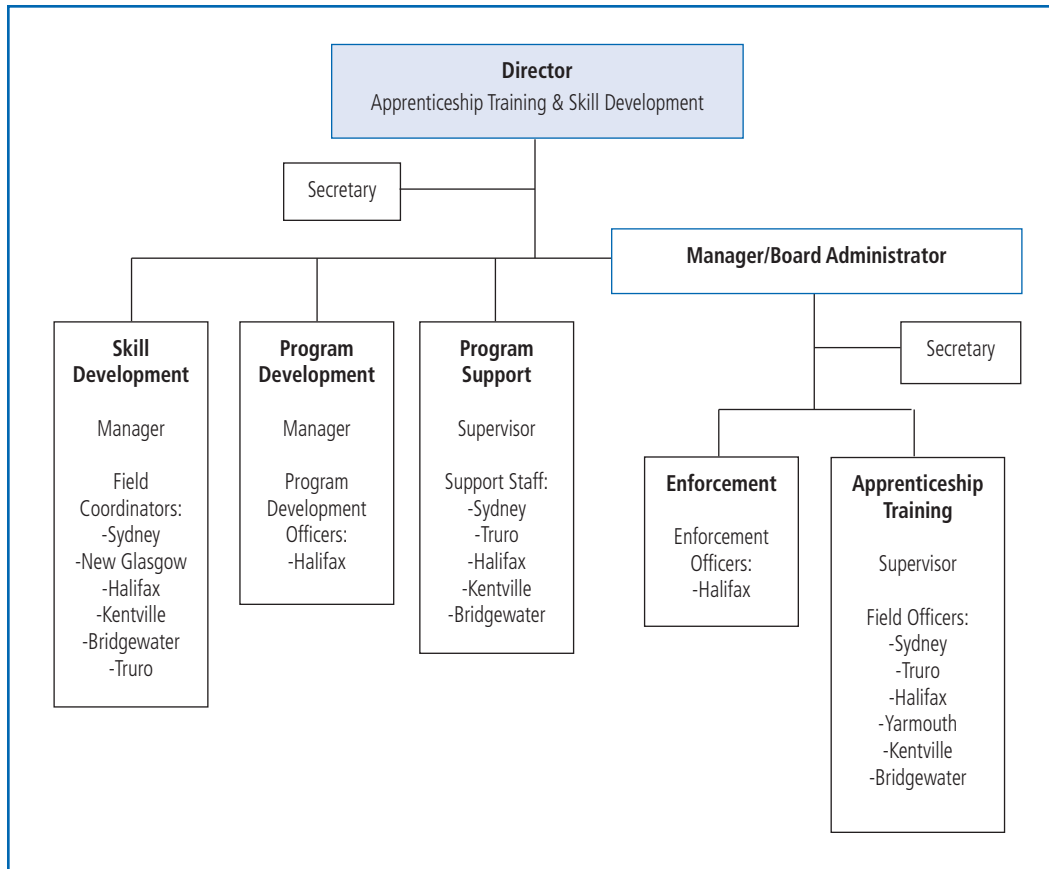 Director
Apprenticeship Training & Skill Development
Secretary
Manager/Board Administrator
Secretary
Skill
Development
Manager
Field
Coordinators:
-Sydney
-New Glasgow
-Halifax
-Kentville
-Bridgewater
-Truro
Program
Development
Manager
Program
Development
Officers:
-Halifax
Program
Support
Supervisor
Support Staff:
-Sydney
-Truro
-Halifax
-Kentville
-Bridgewater
Enforcement
Enforcement
Officers:
-Halifax
Apprenticeship
Training
Supervisor
Field Officers:
-Sydney
-Truro
-Halifax
-Yarmouth
-Kentville
-Bridgewater